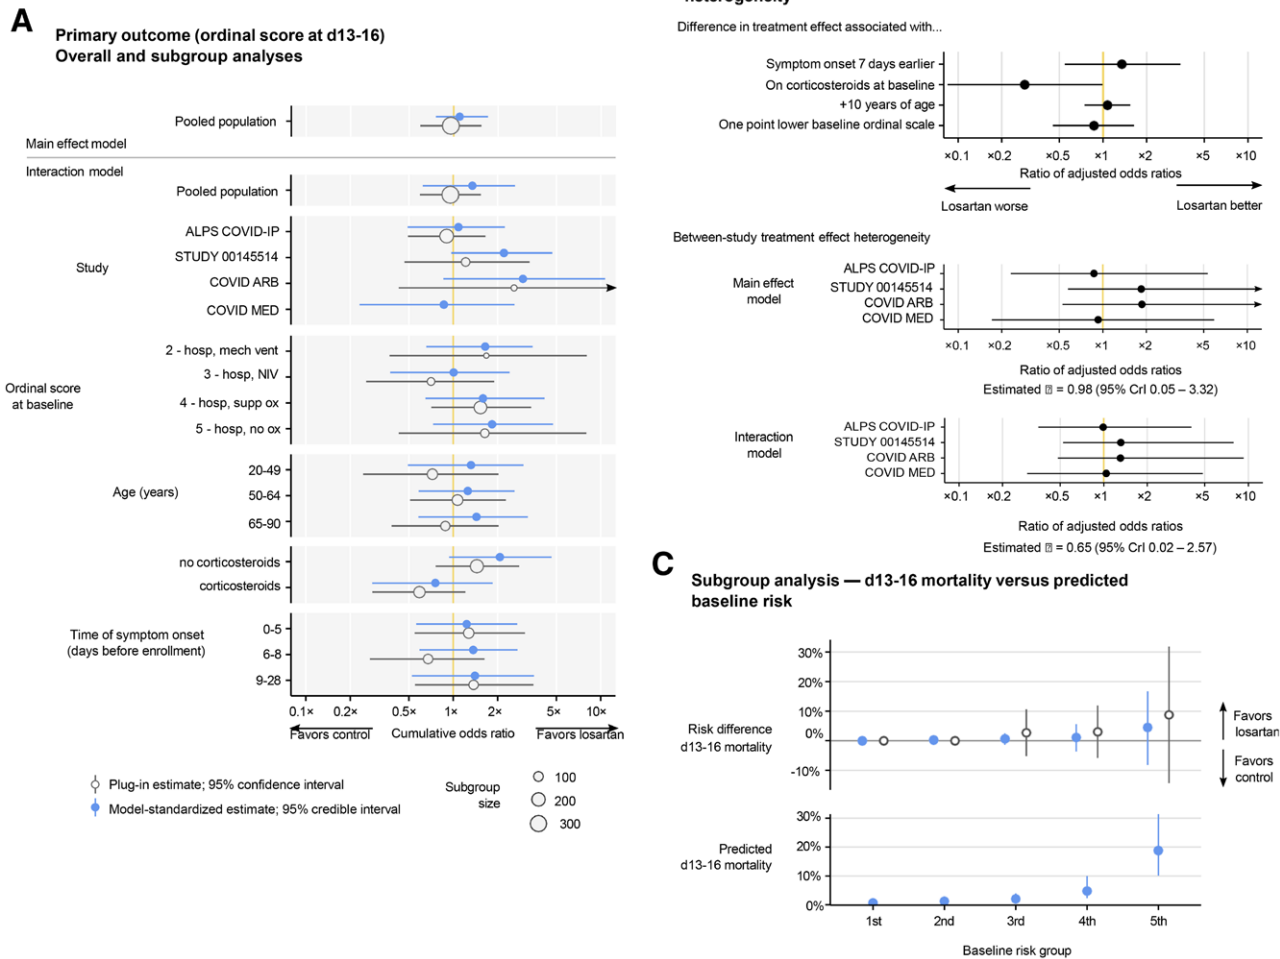 A
Primary outcome (ordinal score at d13-16)
Overall and subgroup analyses
Pooled population
Main effect model
Interaction model
Pooled population
Study
ALPS COVID-IP
STUDY 00145514
COVID ARB
COVID MED
Ordinal score
at baseline
2 - hosp, mech vent
3 - hosp, NIV
4 - hosp, supp ox
5 - hosp, no ox
Age (years)
20-49
50-64
65-90
no corticosteroids
corticosteroids
Time of symptom onset
(days before enrollment)
0-5
6-8
9-28
0.1× 0.2× 0.5× 1× 2× 5× 10×
Favors control Cumulative odds ratio Favors losartan
Plug-in estimate; 95% confidence interval
Model-standardized estimate; 95% credible interval
Subgroup
size
100
200
300
heterogeneity
Difference in treatment effect associated with...
Symptom onset 7 days earlier
On corticosteroids at baseline
+10 years of age
One point lower baseline ordinal scale
×0.1 ×0.2 ×0.5 ×1 ×2 ×5 ×10
Ratio of adjusted odds ratios
Losartan worse Losartan better
Between-study treatment effect heterogeneity
Main effect
model
ALPS COVID-IP
STUDY 00145514
COVID ARB
COVID MED
×0.1 ×0.2 ×0.5 ×1 ×2 ×5 ×10
Ratio of adjusted odds ratios
Estimated = 0.98 (95% CrI 0.05 – 3.32)
Interaction
model
ALPS COVID-IP
STUDY 00145514
COVID ARB
COVID MED
×0.1 ×0.2 ×0.5 ×1 ×2 ×5 ×10
Ratio of adjusted odds ratios
Estimated = 0.65 (95% CrI 0.02 – 2.57)
C
Subgroup analysis — d13-16 mortality versus predicted
baseline risk
Risk difference
d13-16 mortality
30%
20%
10%
0%
-10%
Favors
losartan
Favors
control
Predicted
d13-16 mortality
30%
20%
10%
0%
1st 2nd 3rd 4th 5th
Baseline risk group